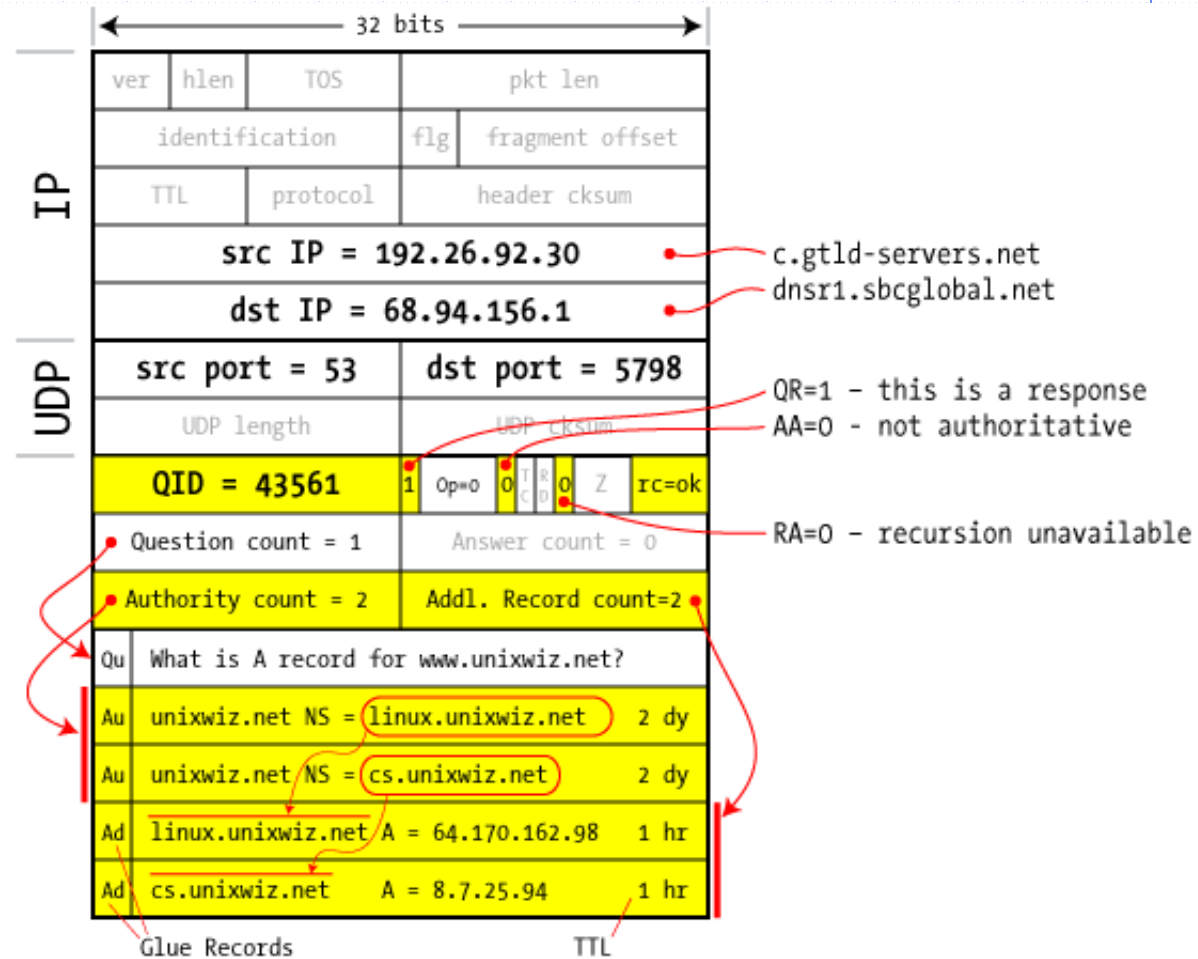 32 bits
ver hlen TOS pkt len
identification flg fragment offset
TTL protocol header cksum
IP
src IP = 192.26.92.30 c.gtld-servers.net
dst IP = 68.94.156.1 dnsr1.sbcglobal.net
UDP
src port = 53 dst port = 5798
QR=1 – this is a response
UDP length UDP cksum AA=0 - not authoritative
QID = 43561 1 Op=0 0 TC RD 0 Z rc=ok
RA=0 – recursion unavailable
Question count = 1 Answer count = 0
Authority count = 2 Addl. Record count=2
Qu What is A record for www.unixwiz.net?
Au unixwiz.net NS = linux.unixwiz.net 2 dy
Au unixwiz.net NS = cs.unixwiz.net 2 dy
Ad linux.unixwiz.net A = 64.170.162.98 1 hr
Ad cs.unixwiz.net A = 8.7.25.94 1 hr
Glue Records TTL